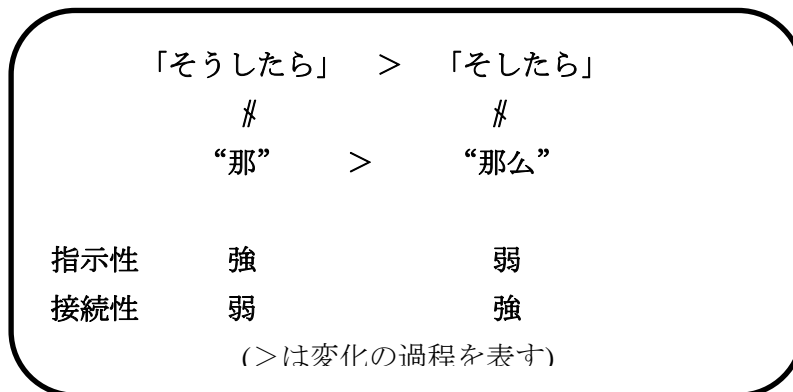 「そうしたら」 ＞ 「そしたら」
∦ ∦
“那” ＞ “那么”
指示性 強 弱
接続性 弱 強
(＞は変化の過程を表す)